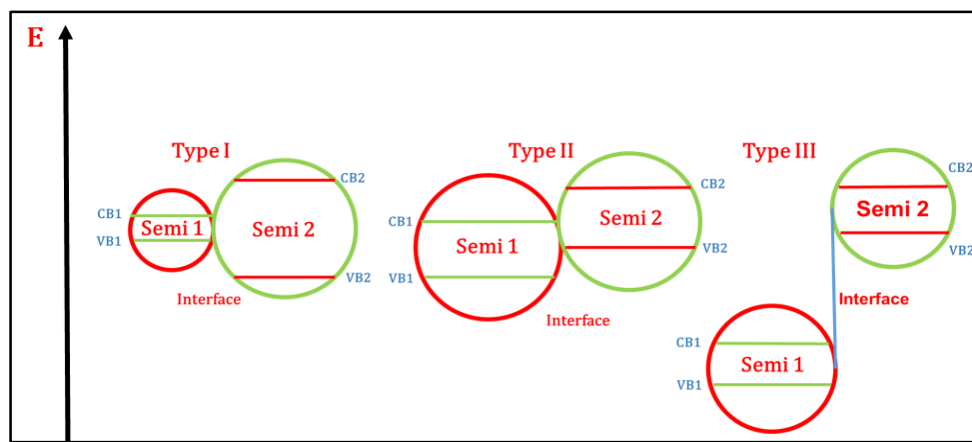 E
Type I
CB1
VB1
Semi 1
CB2
Semi 2
VB2
Interface
Type II
CB1
Semi 1
VB1
CB2
Semi 2
VB2
Interface
Type III
CB2
Semi 2
VB2
Interface
CB1
Semi 1
VB1